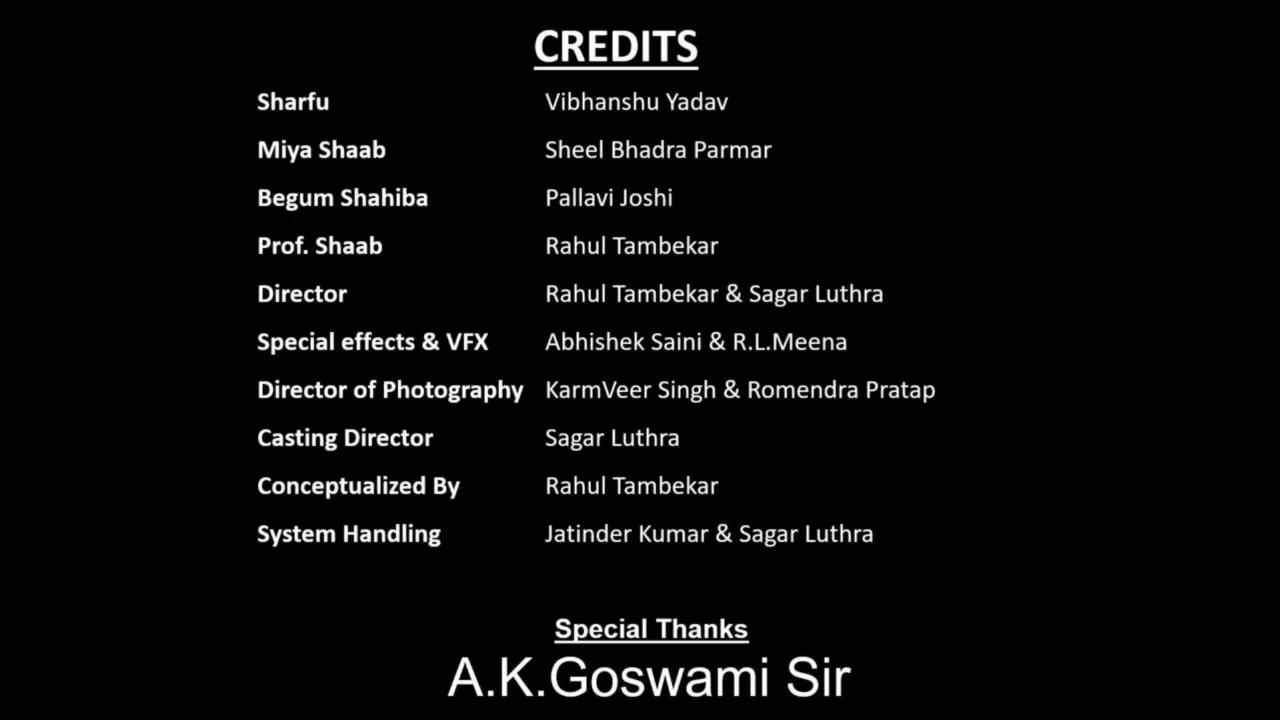 CREDITS
Sharfu Vibhanshu Yadav
Miya Shaab Sheel Bhadra Parmar
Begum Shahiba Pallavi Joshi
Prof. Shaab Rahul Tambekar
Director Rahul Tambekar & Sagar Luthra
Special effects & VFX Abhishek Saini & R.L.Meena
Director of Photography KarmVeer Singh & Romendra Pratap
Casting Director Sagar Luthra
Conceptualized By Rahul Tambekar
System Handling Jatinder Kumar & Sagar Luthra
Special Thanks
A.K.Goswami Sir